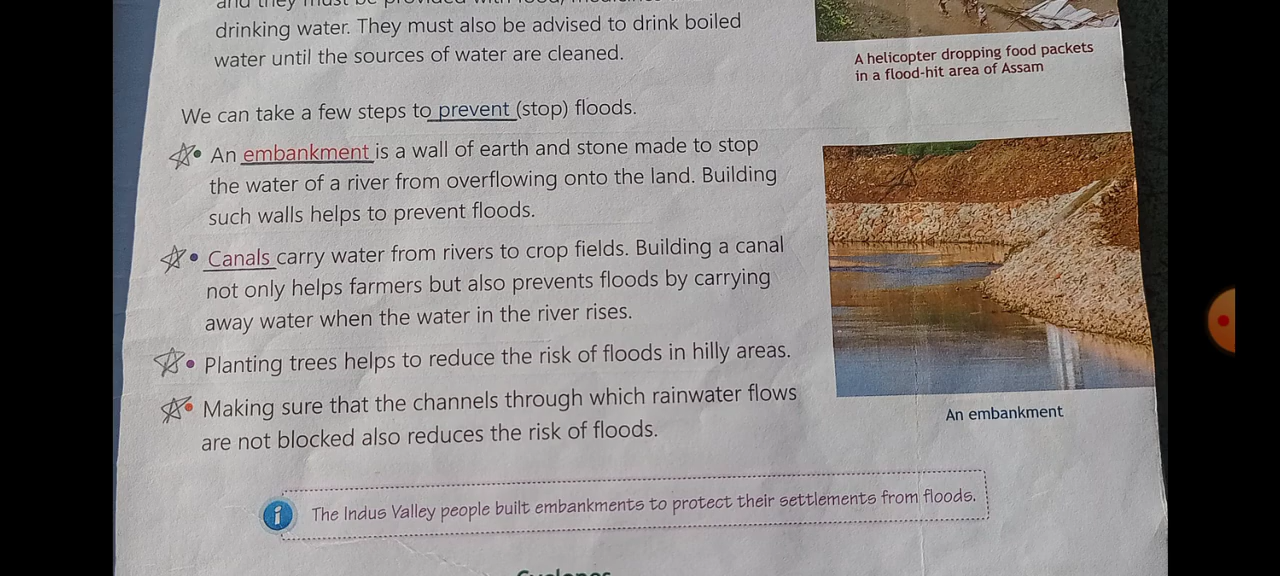 drinking water. They must also be advised to drink boiled
water until the sources of water are cleaned.
A helicopter dropping food packets
in a flood-hit area of Assam
We can take a few steps to prevent (stop) floods.
• An embankment is a wall of earth and stone made to stop
the water of a river from overflowing onto the land. Building
such walls helps to prevent floods.
• Canals carry water from rivers to crop fields. Building a canal
not only helps farmers but also prevents floods by carrying
away water when the water in the river rises.
• Planting trees helps to reduce the risk of floods in hilly areas.
• Making sure that the channels through which rainwater flows
are not blocked also reduces the risk of floods.
An embankment
i The Indus Valley people built embankments to protect their settlements from floods.